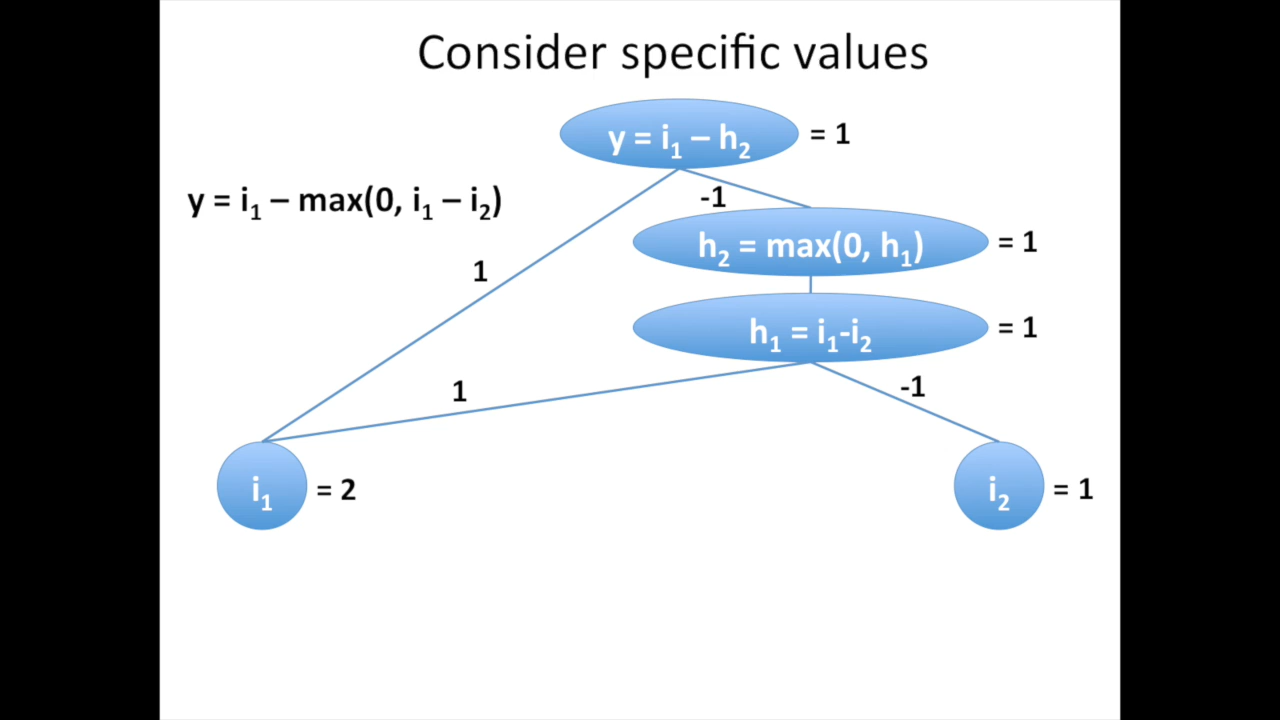 Consider specific values
y = i₁ – h₂ = 1
y = i₁ – max(0, i₁ – i₂)
-1
h₂ = max(0, h₁) = 1
1
h₁ = i₁-i₂ = 1
1
-1
i₁ = 2
i₂ = 1